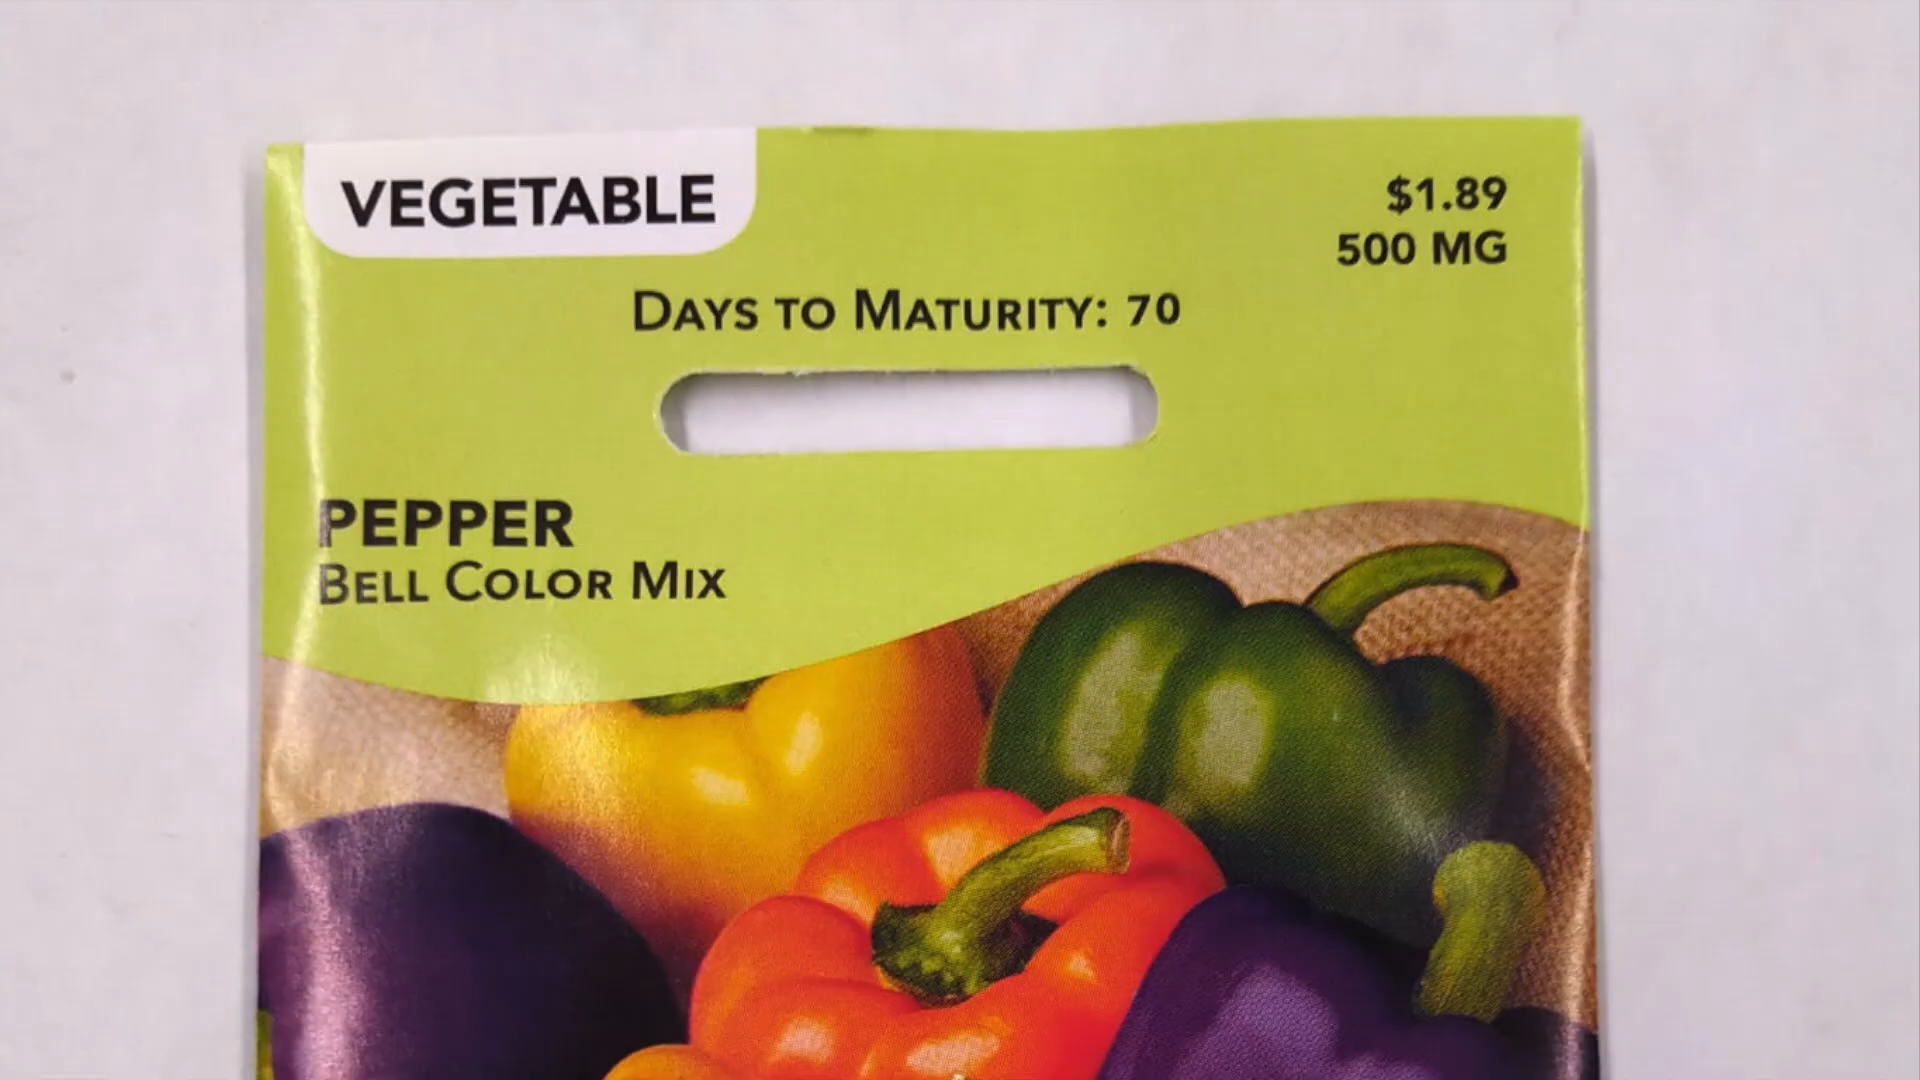 VEGETABLE
$1.89
500 MG
DAYS TO MATURITY: 70
PEPPER
BELL COLOR MIX